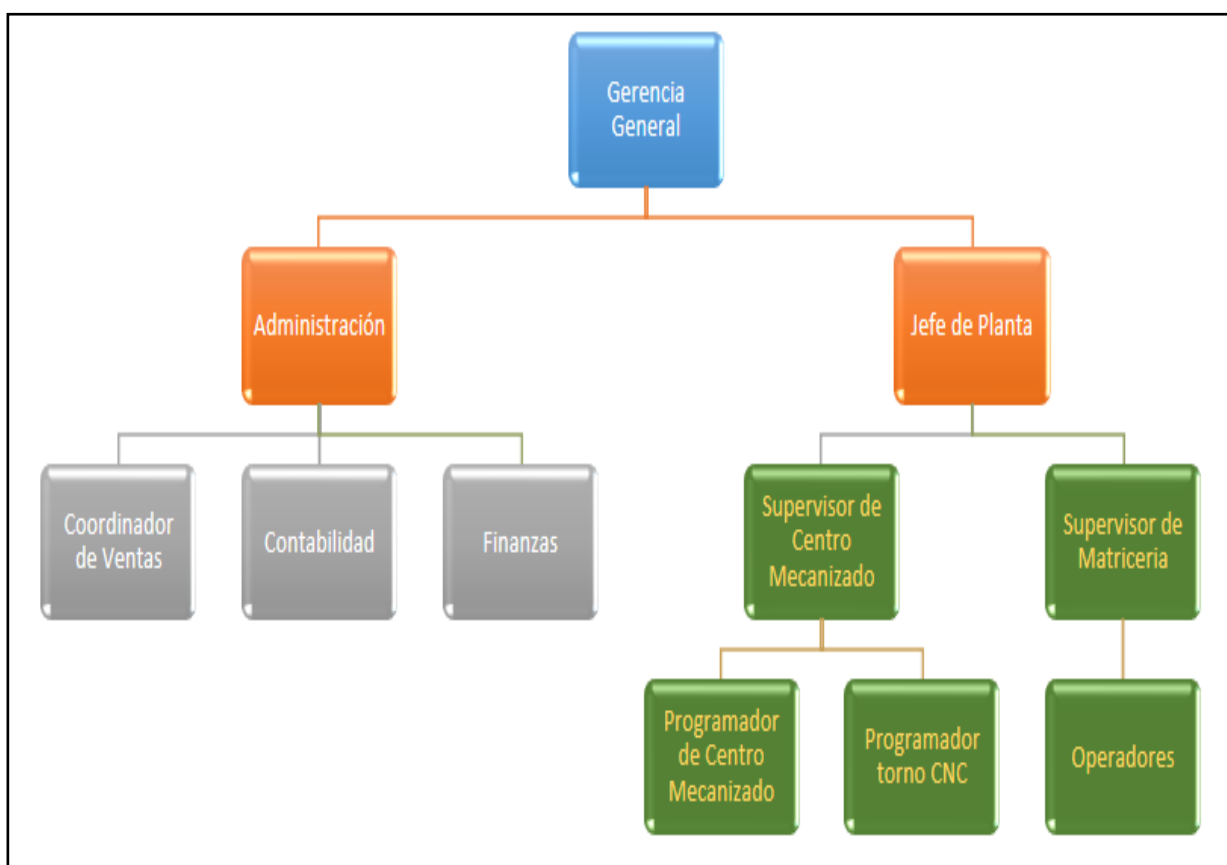 Gerencia
General
Administración
Jefe de Planta
Coordinador
de Ventas
Contabilidad
Finanzas
Supervisor de
Centro
Mecanizado
Supervisor de
Matriceria
Programador
de Centro
Mecanizado
Programador
torno CNC
Operadores